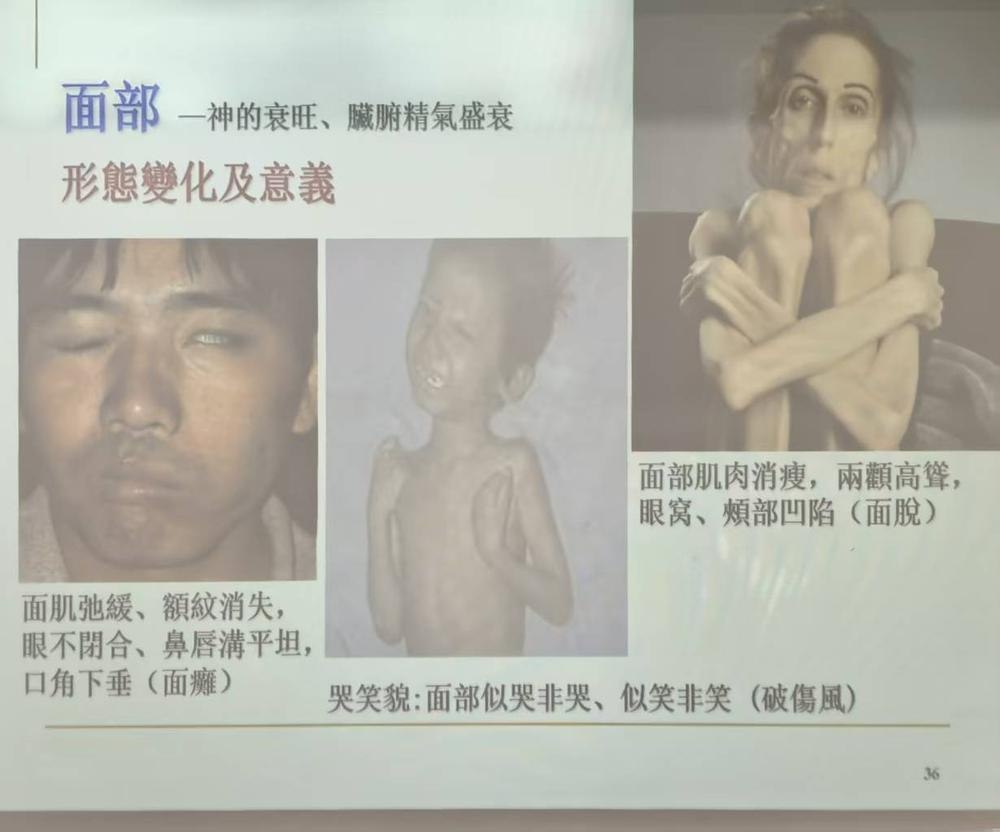 面部 —神的衰旺、臟腑精氣盛衰
形態變化及意義
面肌弛緩、額紋消失，
眼不閉合、鼻唇溝平坦，
口角下垂（面癱）
哭笑貌:面部似哭非哭、似笑非笑 (破傷風)
面部肌肉消瘦，兩顴高聳，
眼窩、頰部凹陷（面脫）
36